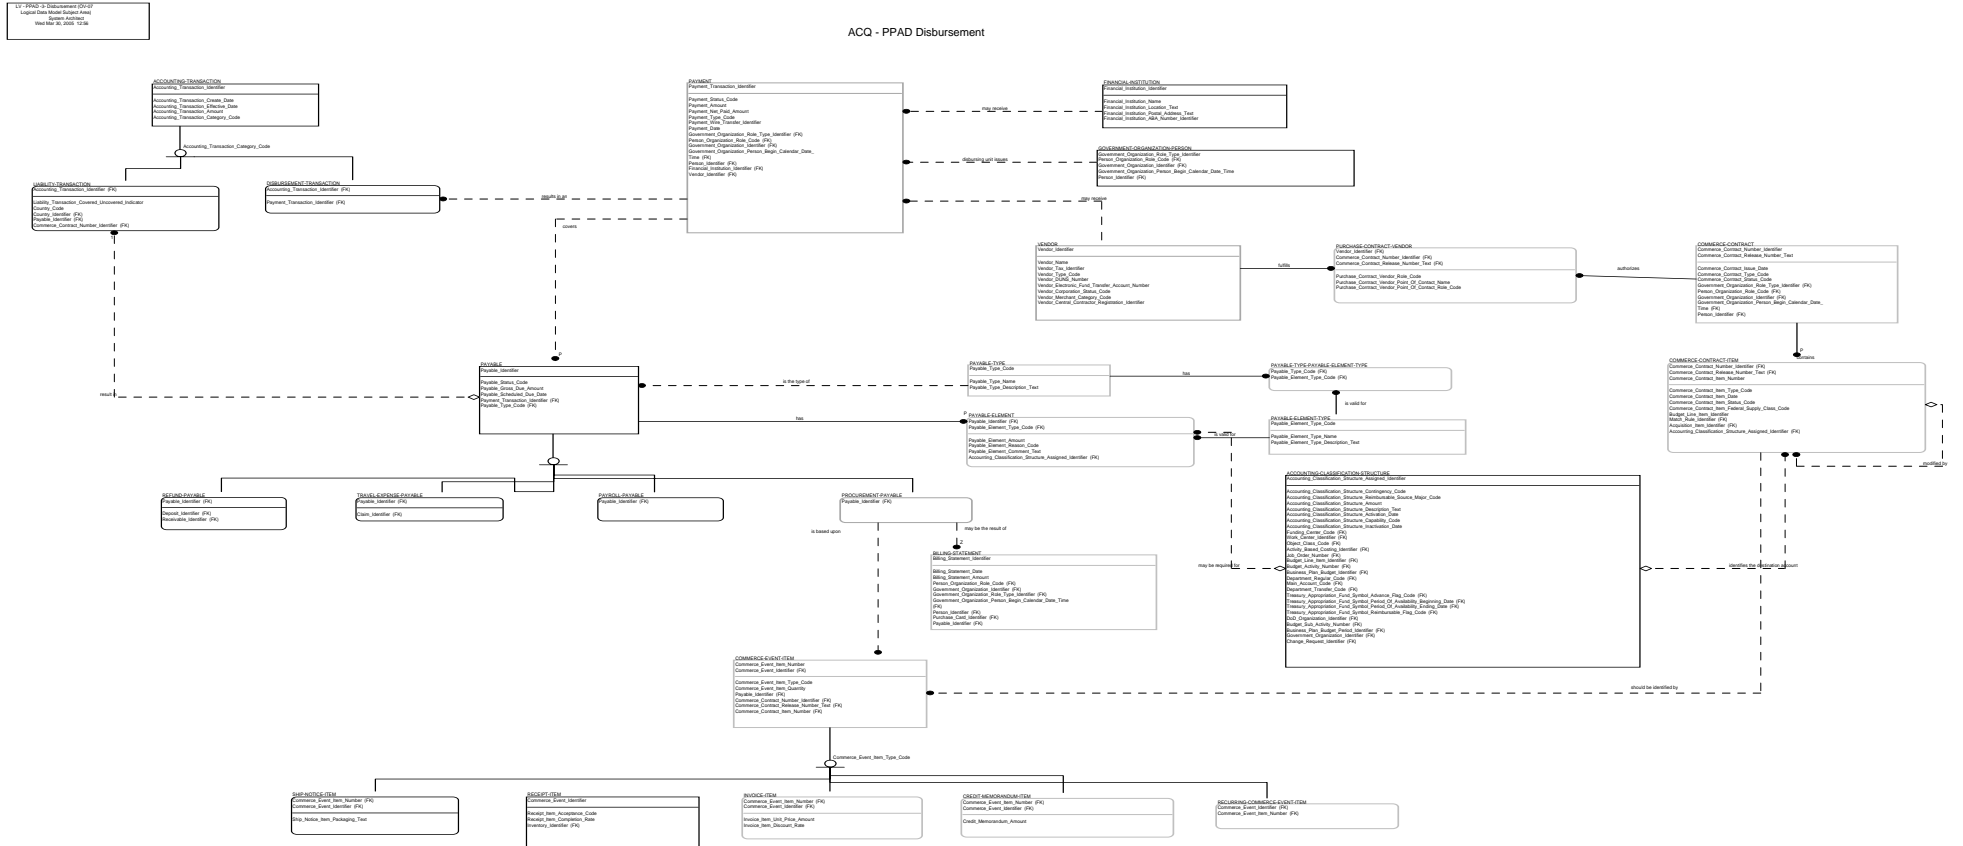 LV - PPAD -3- Disbursement (OV-07
Logical Data Model Subject Area)
System Architect
Wed Mar 30, 2005 12:56
ACQ - PPAD Disbursement
ACCOUNTING-TRANSACTION
Accounting_Transaction_Identifier
Accounting_Transaction_Create_Date
Accounting_Transaction_Effective_Date
Accounting_Transaction_Amount
Accounting_Transaction_Category_Code
Accounting_Transaction_Category_Code
LIABILITY-TRANSACTION
Accounting_Transaction_Identifier (FK)
Liability_Transaction_Covered_Uncovered_Indicator
Country_Code
Country_Identifier (FK)
Payable_Identifier (FK)
Commerce_Contract_Number_Identifier (FK)
DISBURSEMENT-TRANSACTION
Accounting_Transaction_Identifier (FK)
Payment_Transaction_Identifier (FK)
results in an
covers
PAYMENT
Payment_Transaction_Identifier
Payment_Status_Code
Payment_Amount
Payment_Net_Paid_Amount
Payment_Type_Code
Payment_Wire_Transfer_Identifier
Payment_Date
Government_Organization_Role_Type_Identifier (FK)
Person_Organization_Role_Code (FK)
Government_Organization_Identifier (FK)
Government_Organization_Person_Begin_Calendar_Date_
Time (FK)
Person_Identifier (FK)
Financial_Institution_Identifier (FK)
Vendor_Identifier (FK)
may receive
disbursing unit issues
may receive
FINANCIAL-INSTITUTION
Financial_Institution_Identifier
Financial_Institution_Name
Financial_Institution_Location_Text
Financial_Institution_Postal_Address_Text
Financial_Institution_ABA_Number_Identifier
GOVERNMENT-ORGANIZATION-PERSON
Government_Organization_Role_Type_Identifier
Person_Organization_Role_Code (FK)
Government_Organization_Identifier (FK)
Government_Organization_Person_Begin_Calendar_Date_Time
Person_Identifier (FK)
VENDOR
Vendor_Identifier
Vendor_Name
Vendor_Tax_Identifier
Vendor_Type_Code
Vendor_DUNS_Number
Vendor_Electronic_Fund_Transfer_Account_Number
Vendor_Corporation_Status_Code
Vendor_Merchant_Category_Code
Vendor_Central_Contractor_Registration_Identifier
fulfills
PURCHASE-CONTRACT-VENDOR
Vendor_Identifier (FK)
Commerce_Contract_Number_Identifier (FK)
Commerce_Contract_Release_Number_Text (FK)
Purchase_Contract_Vendor_Role_Code
Purchase_Contract_Vendor_Point_Of_Contact_Name
Purchase_Contract_Vendor_Point_Of_Contact_Role_Code
authorizes
COMMERCE-CONTRACT
Commerce_Contract_Number_Identifier
Commerce_Contract_Release_Number_Text
Commerce_Contract_Issue_Date
Commerce_Contract_Type_Code
Commerce_Contract_Status_Code
Government_Organization_Role_Type_Identifier (FK)
Person_Organization_Role_Code (FK)
Government_Organization_Identifier (FK)
Government_Organization_Person_Begin_Calendar_Date_
Time (FK)
Person_Identifier (FK)
P
contains
result
P
PAYABLE
Payable_Identifier
Payable_Status_Code
Payable_Gross_Due_Amount
Payable_Scheduled_Due_Date
Payment_Transaction_Identifier (FK)
Payable_Type_Code (FK)
is the type of
has
P
PAYABLE-TYPE
Payable_Type_Code
Payable_Type_Name
Payable_Type_Description_Text
has
PAYABLE-TYPE-PAYABLE-ELEMENT-TYPE
Payable_Type_Code (FK)
Payable_Element_Type_Code (FK)
is valid for
PAYABLE-ELEMENT
Payable_Identifier (FK)
Payable_Element_Type_Code (FK)
Payable_Element_Amount
Payable_Element_Reason_Code
Payable_Element_Comment_Text
Accounting_Classification_Structure_Assigned_Identifier (FK)
is valid for
PAYABLE-ELEMENT-TYPE
Payable_Element_Type_Code
Payable_Element_Type_Name
Payable_Element_Type_Description_Text
COMMERCE-CONTRACT-ITEM
Commerce_Contract_Number_Identifier (FK)
Commerce_Contract_Release_Number_Text (FK)
Commerce_Contract_Item_Number
Commerce_Contract_Item_Type_Code
Commerce_Contract_Item_Date
Commerce_Contract_Item_Status_Code
Commerce_Contract_Item_Federal_Supply_Class_Code
Budget_Line_Item_Identifier
Match_Rule_Identifier (FK)
Acquisition_Item_Identifier (FK)
Accounting_Classification_Structure_Assigned_Identifier (FK)
modified by
REFUND-PAYABLE
Payable_Identifier (FK)
Deposit_Identifier (FK)
Receivable_Identifier (FK)
TRAVEL-EXPENSE-PAYABLE
Payable_Identifier (FK)
Claim_Identifier (FK)
PAYROLL-PAYABLE
Payable_Identifier (FK)
PROCUREMENT-PAYABLE
Payable_Identifier (FK)
is based upon
may be the result of
2
BILLING-STATEMENT
Billing_Statement_Identifier
Billing_Statement_Date
Billing_Statement_Amount
Person_Organization_Role_Code (FK)
Government_Organization_Identifier (FK)
Government_Organization_Role_Type_Identifier (FK)
Government_Organization_Person_Begin_Calendar_Date_Time
(FK)
Person_Identifier (FK)
Purchase_Card_Identifier (FK)
Payable_Identifier (FK)
may be required for
ACCOUNTING-CLASSIFICATION-STRUCTURE
Accounting_Classification_Structure_Assigned_Identifier
Accounting_Classification_Structure_Contingency_Code
Accounting_Classification_Structure_Reimbursable_Source_Major_Code
Accounting_Classification_Structure_Amount
Accounting_Classification_Structure_Description_Text
Accounting_Classification_Structure_Activation_Date
Accounting_Classification_Structure_Capability_Code
Accounting_Classification_Structure_Inactivation_Date
Funding_Center_Code (FK)
Work_Center_Identifier (FK)
Object_Class_Code (FK)
Activity_Based_Costing_Identifier (FK)
Job_Order_Number (FK)
Budget_Line_Item_Identifier (FK)
Budget_Activity_Number (FK)
Business_Plan_Budget_Identifier (FK)
Department_Regular_Code (FK)
Main_Account_Code (FK)
Department_Transfer_Code (FK)
Treasury_Appropriation_Fund_Symbol_Advance_Flag_Code (FK)
Treasury_Appropriation_Fund_Symbol_Period_Of_Availability_Beginning_Date (FK)
Treasury_Appropriation_Fund_Symbol_Period_Of_Availability_Ending_Date (FK)
Treasury_Appropriation_Fund_Symbol_Reimbursable_Flag_Code (FK)
DoD_Organization_Identifier (FK)
Budget_Sub_Activity_Number (FK)
Business_Plan_Budget_Period_Identifier (FK)
Government_Organization_Identifier (FK)
Change_Request_Identifier (FK)
identifies the destination account
should be identified by
COMMERCE-EVENT-ITEM
Commerce_Event_Item_Number
Commerce_Event_Identifier (FK)
Commerce_Event_Item_Type_Code
Commerce_Event_Item_Quantity
Payable_Identifier (FK)
Commerce_Contract_Number_Identifier (FK)
Commerce_Contract_Release_Number_Text (FK)
Commerce_Contract_Item_Number (FK)
Commerce_Event_Item_Type_Code
SHIP-NOTICE-ITEM
Commerce_Event_Item_Number (FK)
Commerce_Event_Identifier (FK)
Ship_Notice_Item_Packaging_Text
RECEIPT-ITEM
Commerce_Event_Identifier
Receipt_Item_Acceptance_Code
Receipt_Item_Completion_Rate
Inventory_Identifier (FK)
INVOICE-ITEM
Commerce_Event_Item_Number (FK)
Commerce_Event_Identifier (FK)
Invoice_Item_Unit_Price_Amount
Invoice_Item_Discount_Rate
CREDIT-MEMORANDUM-ITEM
Commerce_Event_Item_Number (FK)
Commerce_Event_Identifier (FK)
Credit_Memorandum_Amount
RECURRING-COMMERCE-EVENT-ITEM
Commerce_Event_Identifier (FK)
Commerce_Event_Item_Number (FK)